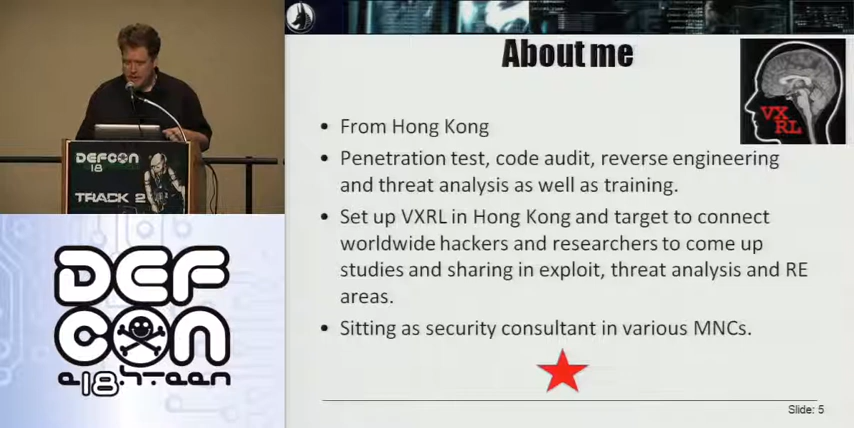 DEFCON
18
TRACK 2
DEF
CON
e18hteen
About me
VX
RL
• From Hong Kong
• Penetration test, code audit, reverse engineering
and threat analysis as well as training.
• Set up VXRL in Hong Kong and target to connect
worldwide hackers and researchers to come up
studies and sharing in exploit, threat analysis and RE
areas.
• Sitting as security consultant in various MNCs.
Slide: 5